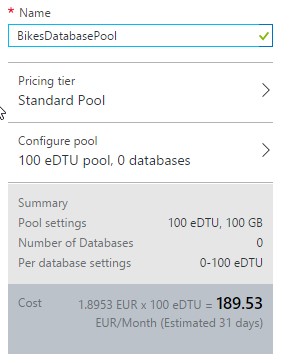 * Name
BikesDatabasePool
Pricing tier
Standard Pool
Configure pool
100 eDTU pool, 0 databases
Summary
Pool settings 100 eDTU, 100 GB
Number of Databases 0
Per database settings 0-100 eDTU
Cost 1.8953 EUR x 100 eDTU = 189.53
EUR/Month (Estimated 31 days)